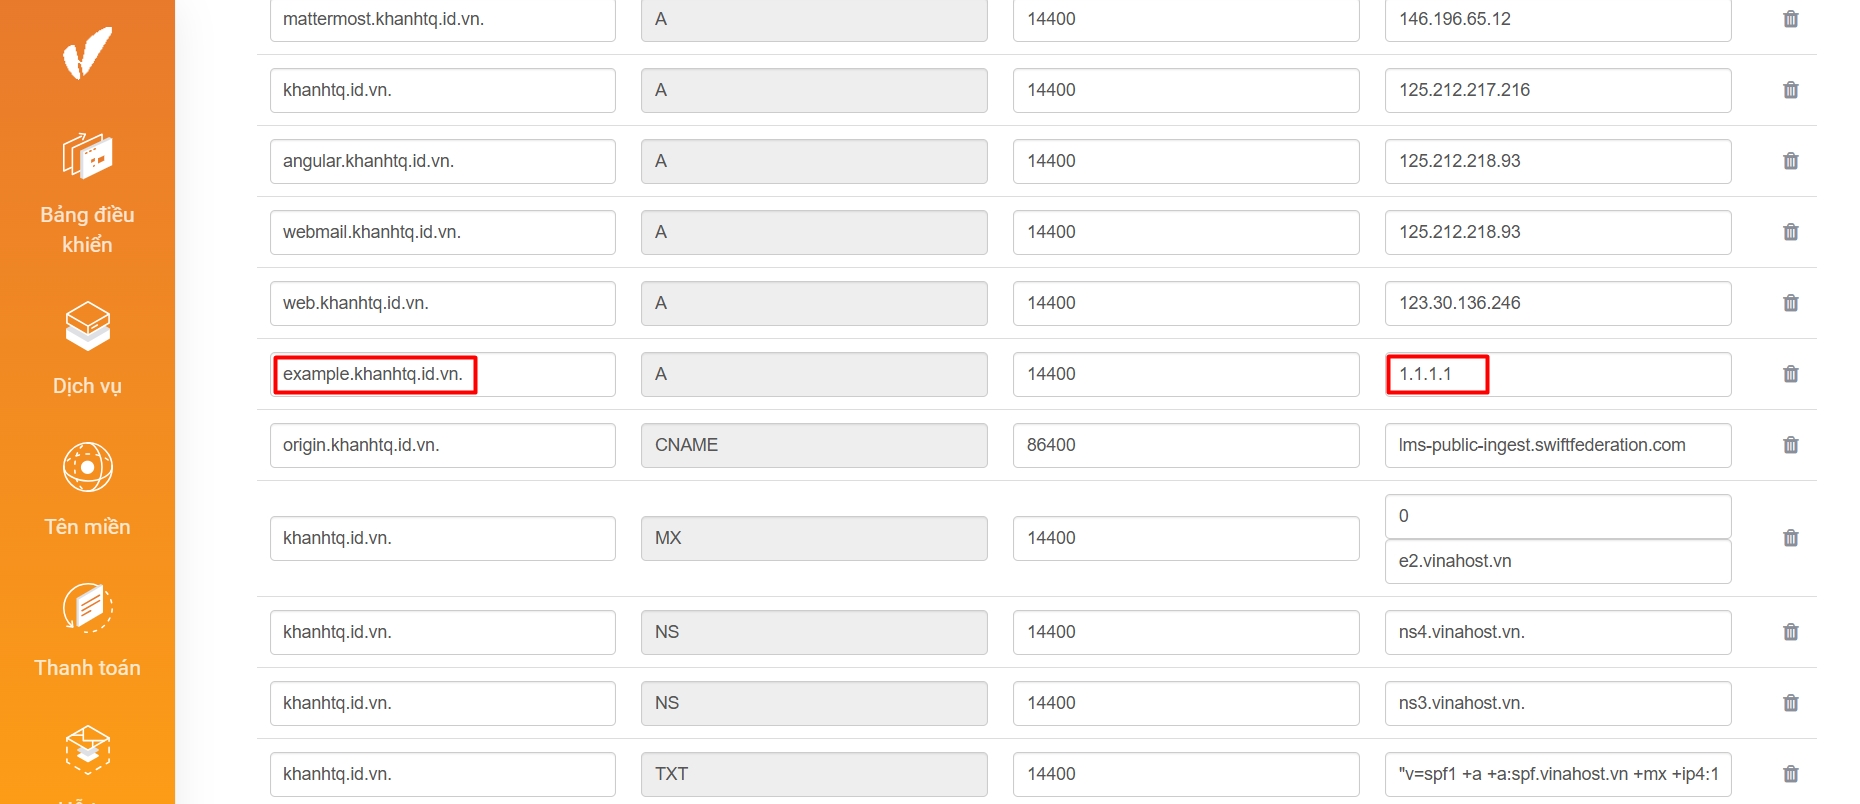 mattermost.khanhtq.id.vn. A 14400 146.196.65.12
khanhtq.id.vn. A 14400 125.212.217.216
angular.khanhtq.id.vn. A 14400 125.212.218.93
webmail.khanhtq.id.vn. A 14400 125.212.218.93
web.khanhtq.id.vn. A 14400 123.30.136.246
example.khanhtq.id.vn. A 14400 1.1.1.1
origin.khanhtq.id.vn. CNAME 86400 lms-public-ingest.swiftfederation.com
khanhtq.id.vn. MX 14400 0
e2.vinahost.vn
khanhtq.id.vn. NS 14400 ns4.vinahost.vn.
khanhtq.id.vn. NS 14400 ns3.vinahost.vn.
khanhtq.id.vn. TXT 14400 "v=spf1 +a +a:spf.vinahost.vn +mx +ip4:1
Bảng điều
khiển
Dịch vụ
Tên miền
Thanh toán